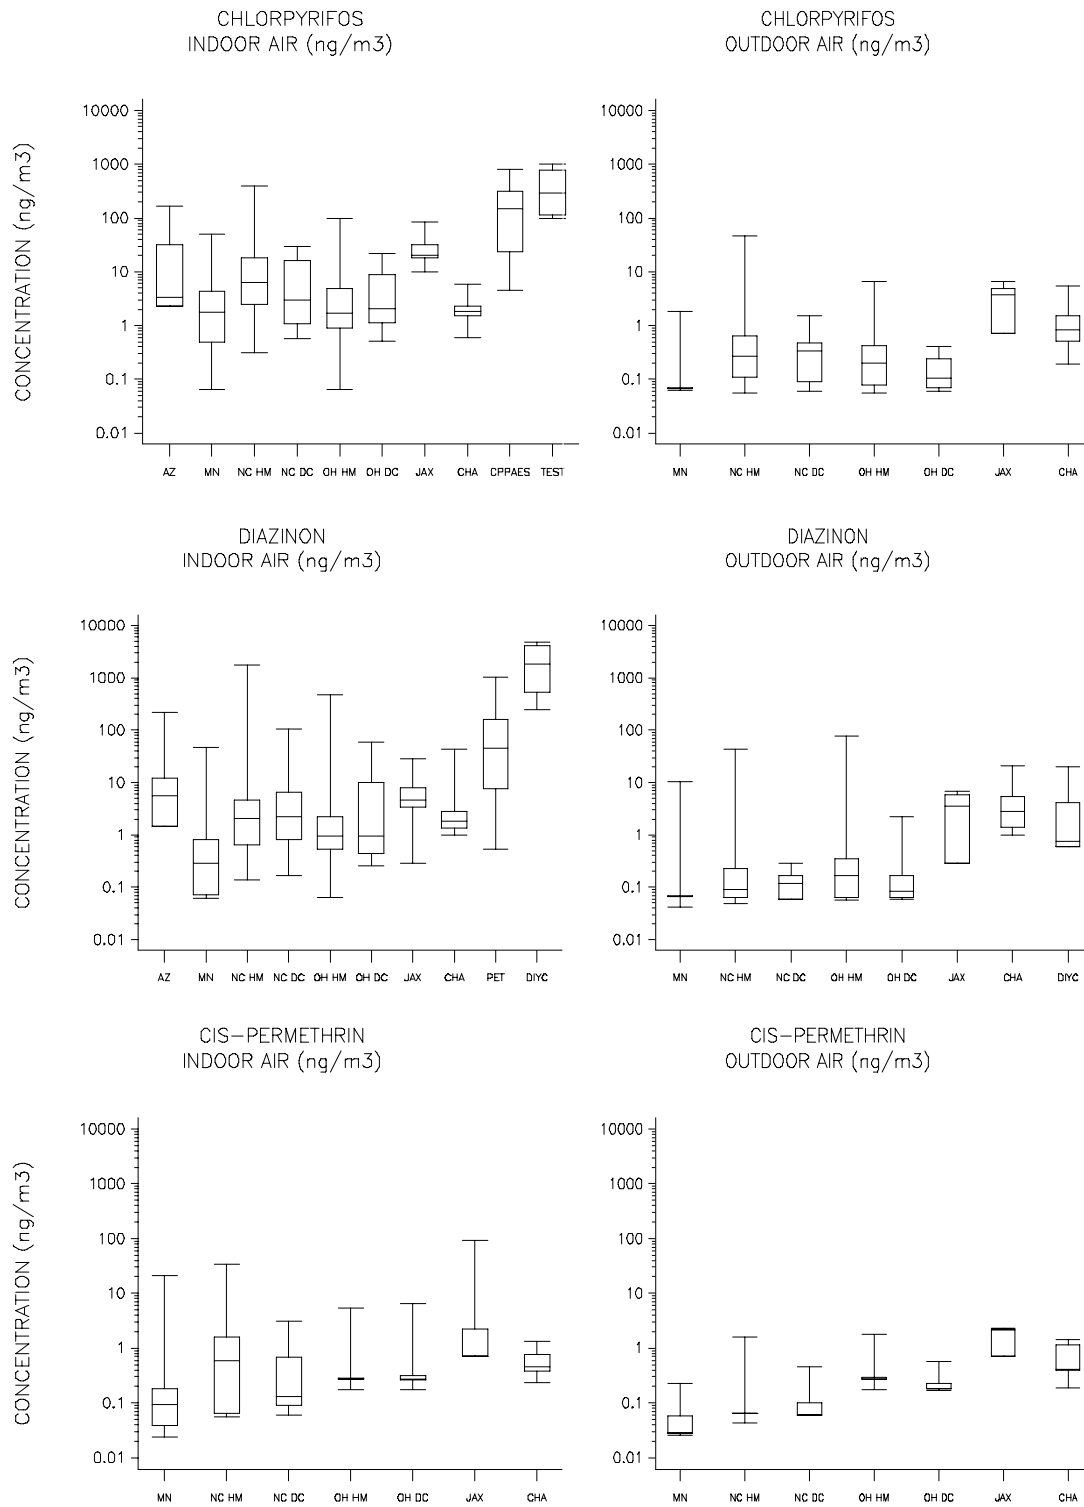 CHLORPYRIFOS
INDOOR AIR (ng/m3)
CHLORPYRIFOS
OUTDOOR AIR (ng/m3)
CONCENTRATION (ng/m3)
10000
1000
100
10
1
0.1
0.01
AZ MN NC HM NC DC OH HM OH DC JAX CHA CPPAES TEST
10000
1000
100
10
1
0.1
0.01
MN NC HM NC DC OH HM OH DC JAX CHA
DIAZINON
INDOOR AIR (ng/m3)
DIAZINON
OUTDOOR AIR (ng/m3)
CONCENTRATION (ng/m3)
10000
1000
100
10
1
0.1
0.01
AZ MN NC HM NC DC OH HM OH DC JAX CHA PET DIYC
10000
1000
100
10
1
0.1
0.01
MN NC HM NC DC OH HM OH DC JAX CHA DIYC
CIS-PERMETHRIN
INDOOR AIR (ng/m3)
CIS-PERMETHRIN
OUTDOOR AIR (ng/m3)
CONCENTRATION (ng/m3)
10000
1000
100
10
1
0.1
0.01
MN NC HM NC DC OH HM OH DC JAX CHA
10000
1000
100
10
1
0.1
0.01
MN NC HM NC DC OH HM OH DC JAX CHA